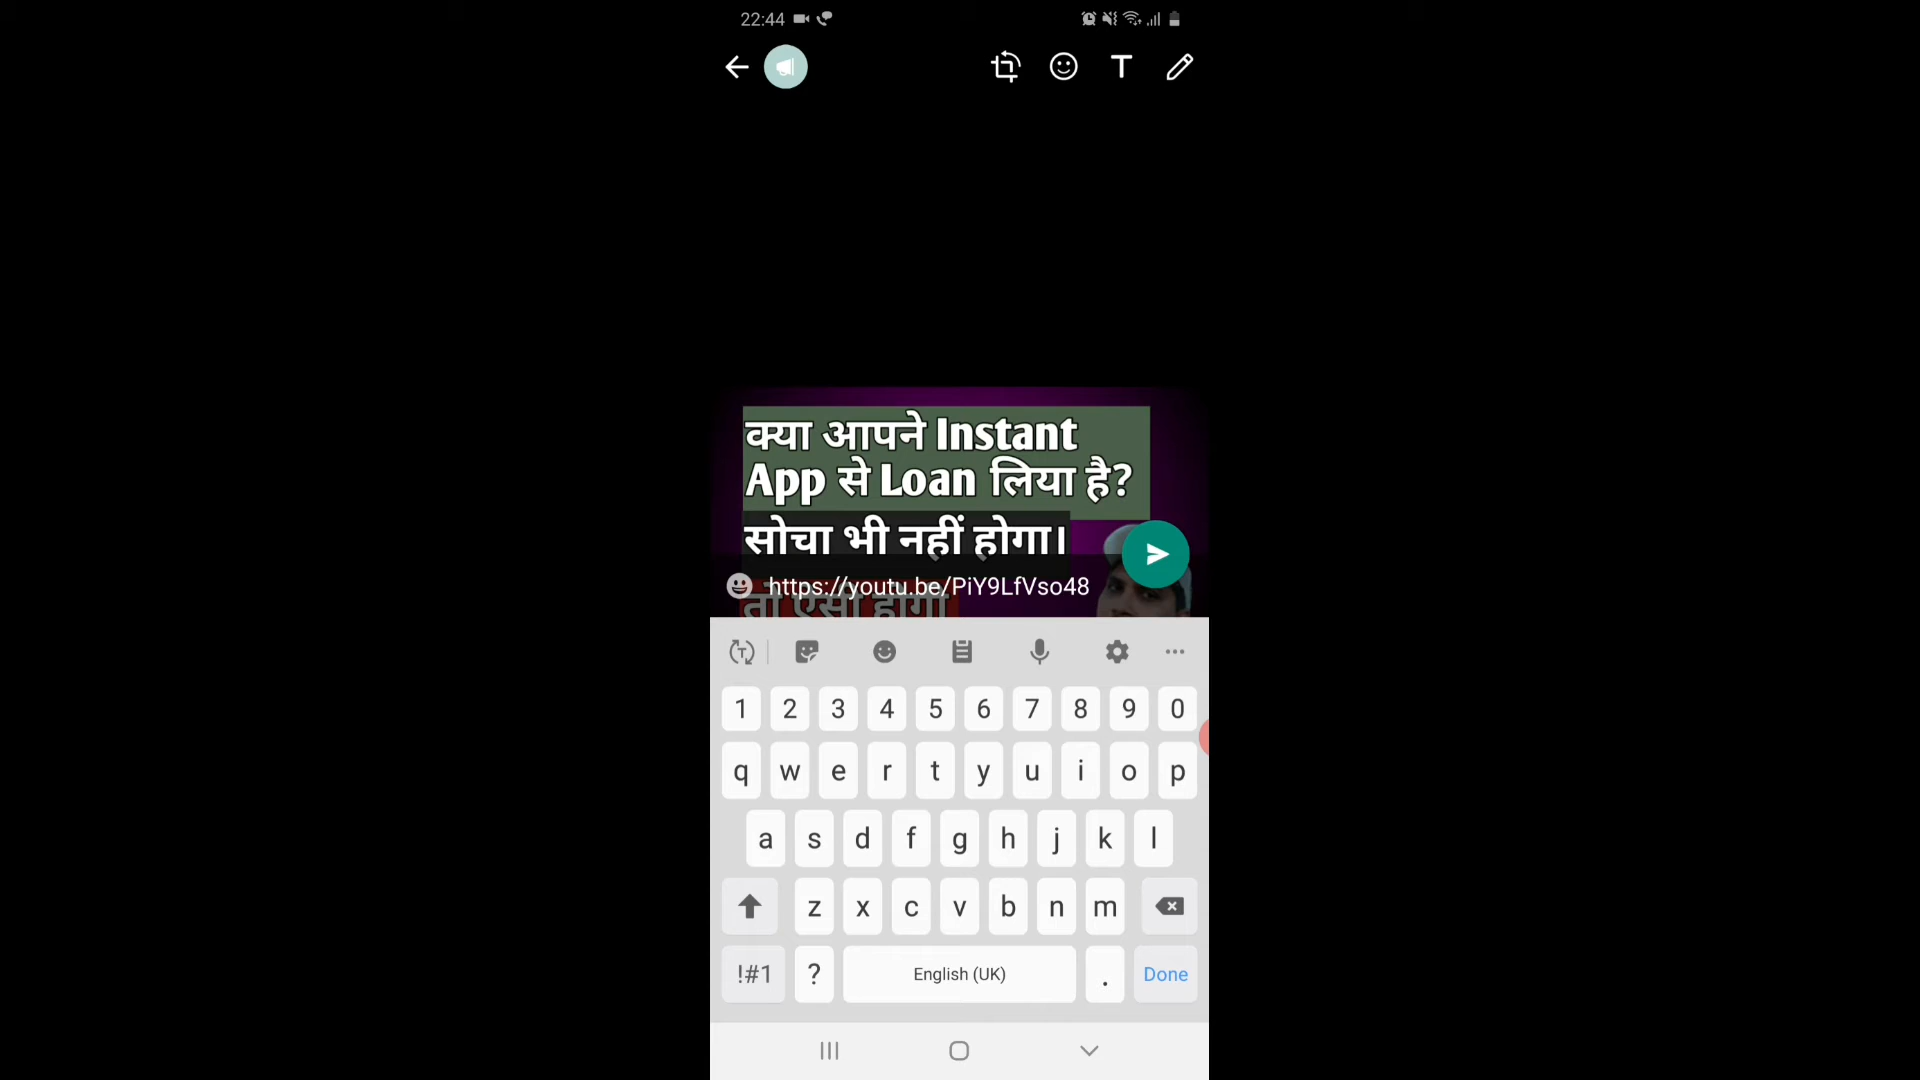 22:44
T
क्या आपने Instant
App से Loan लिया है?
सोचा भी नहीं होगा।
https://youtu.be/PiY9LfVso48
तो ऐसा होगा
1 2 3 4 5 6 7 8 9 0
q w e r t y u i o p
a s d f g h j k l
z x c v b n m
!#1 ? English (UK) . Done